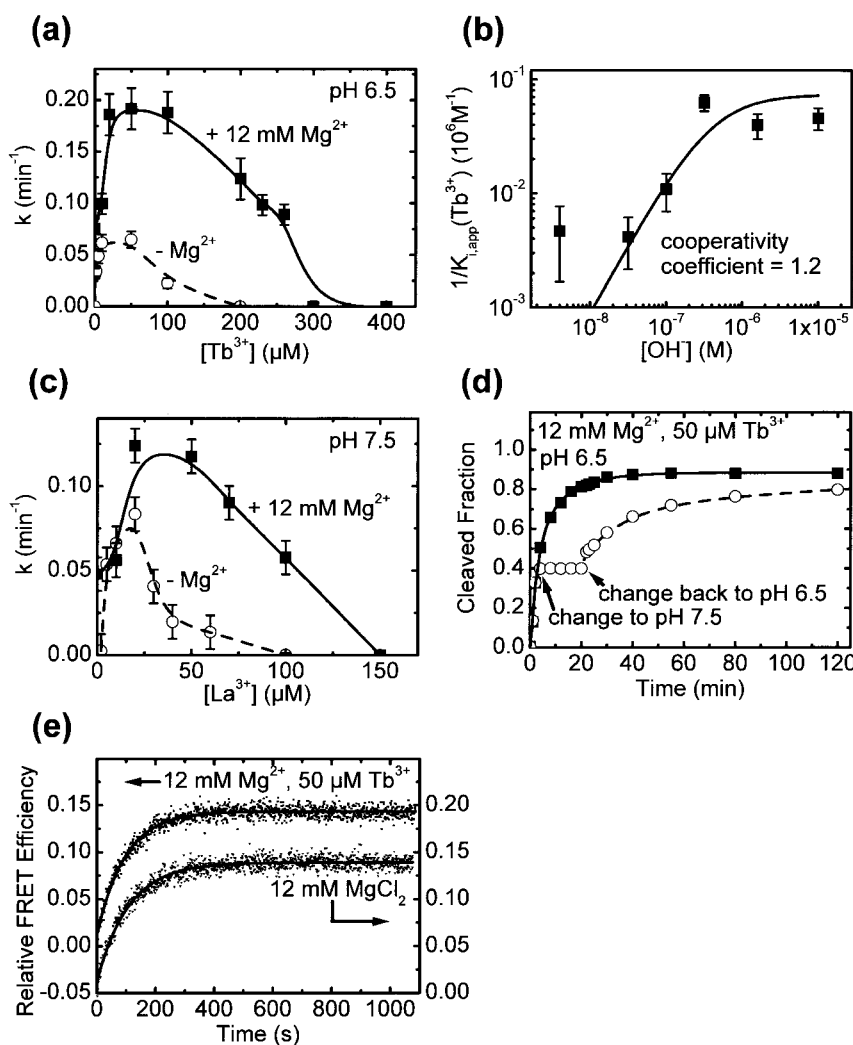 (a)
pH 6.5
+ 12 mM Mg²⁺
- Mg²⁺
0.20
0.15
0.10
0.05
0.00
k (min⁻¹)
0 100 200 300 400
[Tb³⁺] (µM)
(b)
10⁻¹
10⁻²
10⁻³
1/K_i,app(Tb³⁺) (10⁶M⁻¹)
cooperativity
coefficient = 1.2
10⁻⁸ 10⁻⁷ 10⁻⁶ 1x10⁻⁵
[OH⁻] (M)
(c)
pH 7.5
+ 12 mM Mg²⁺
- Mg²⁺
0.10
0.05
0.00
k (min⁻¹)
0 50 100 150
[La³⁺] (µM)
(d)
12 mM Mg²⁺, 50 µM Tb³⁺
pH 6.5
change back to pH 6.5
change to pH 7.5
1.0
0.8
0.6
0.4
0.2
0.0
Cleaved Fraction
0 20 40 60 80 100 120
Time (min)
(e)
12 mM Mg²⁺, 50 µM Tb³⁺
12 mM MgCl₂
0.15
0.10
0.05
0.00
-0.05
Relative FRET Efficiency
0.20
0.15
0.10
0.05
0.00
0 200 400 600 800 1000
Time (s)